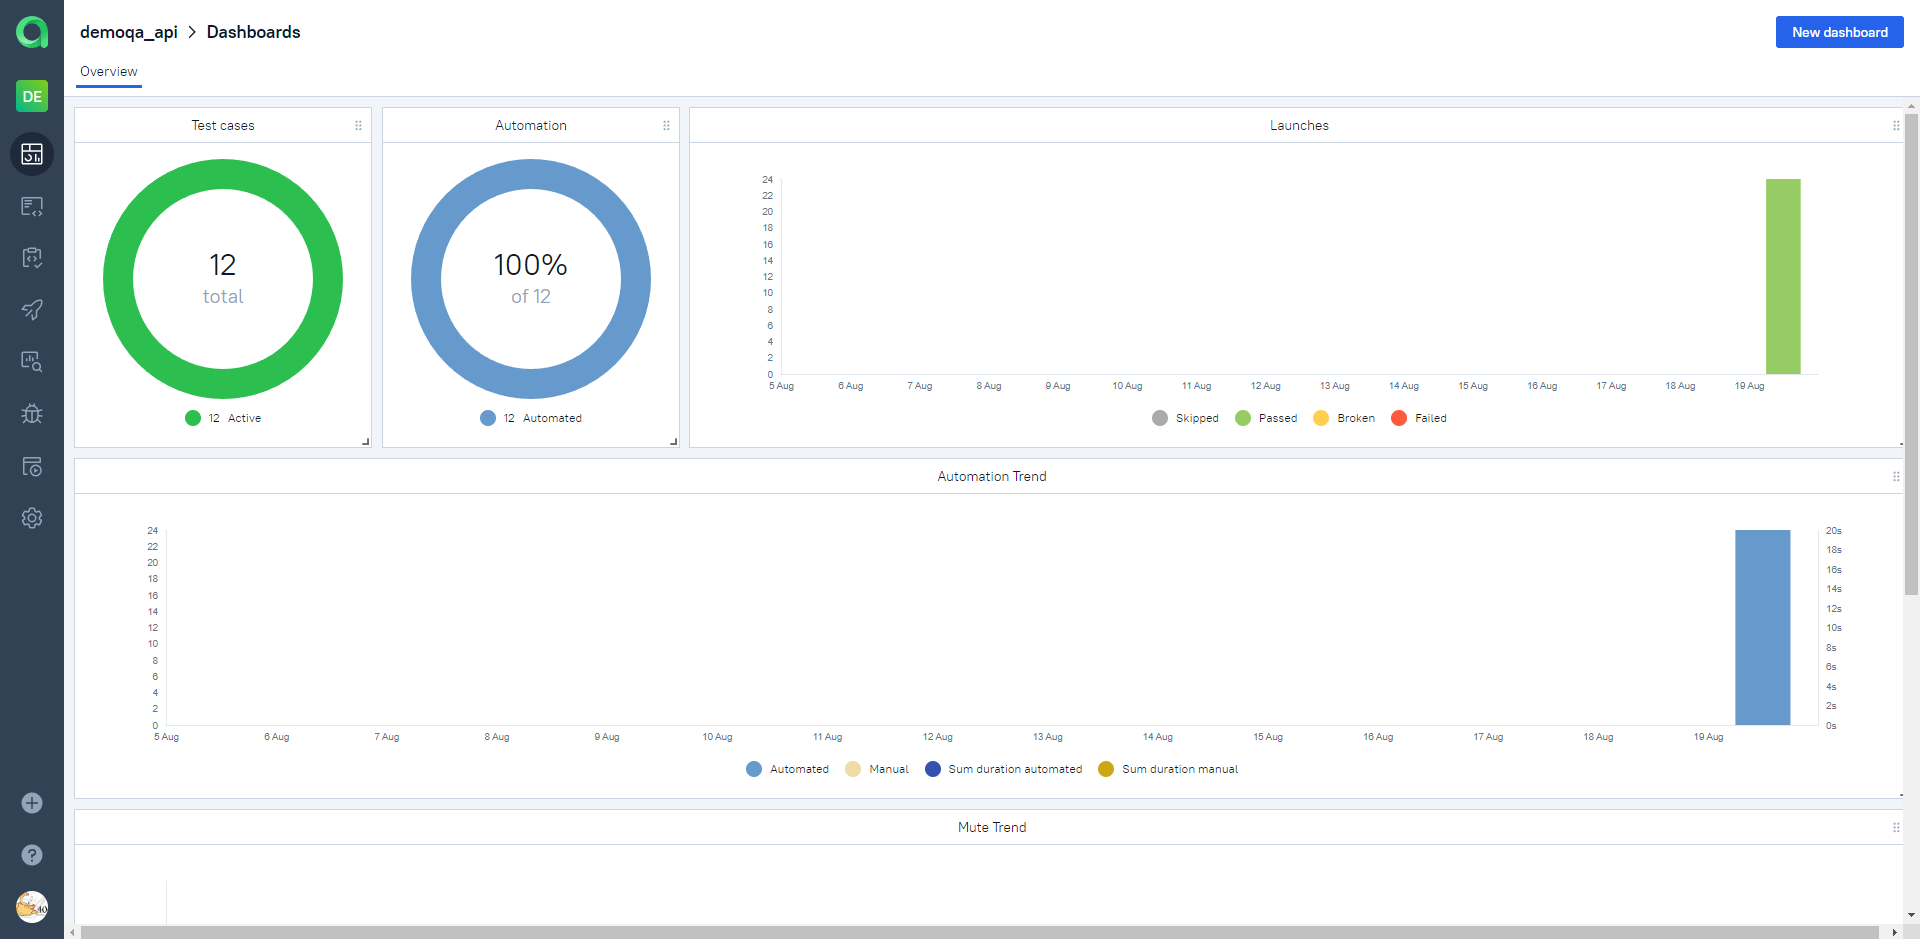 demoqa_api > Dashboards
New dashboard
Overview
DE
Test cases
12
total
12 Active
Automation
100%
of 12
12 Automated
Launches
24
22
20
18
16
14
12
10
8
6
4
2
0
5 Aug 6 Aug 7 Aug 8 Aug 9 Aug 10 Aug 11 Aug 12 Aug 13 Aug 14 Aug 15 Aug 16 Aug 17 Aug 18 Aug 19 Aug
Skipped Passed Broken Failed
Automation Trend
24
22
20
18
16
14
12
10
8
6
4
2
0
20s
18s
16s
14s
12s
10s
8s
6s
4s
2s
0s
5 Aug 6 Aug 7 Aug 8 Aug 9 Aug 10 Aug 11 Aug 12 Aug 13 Aug 14 Aug 15 Aug 16 Aug 17 Aug 18 Aug 19 Aug
Automated Manual Sum duration automated Sum duration manual
Mute Trend
?
40